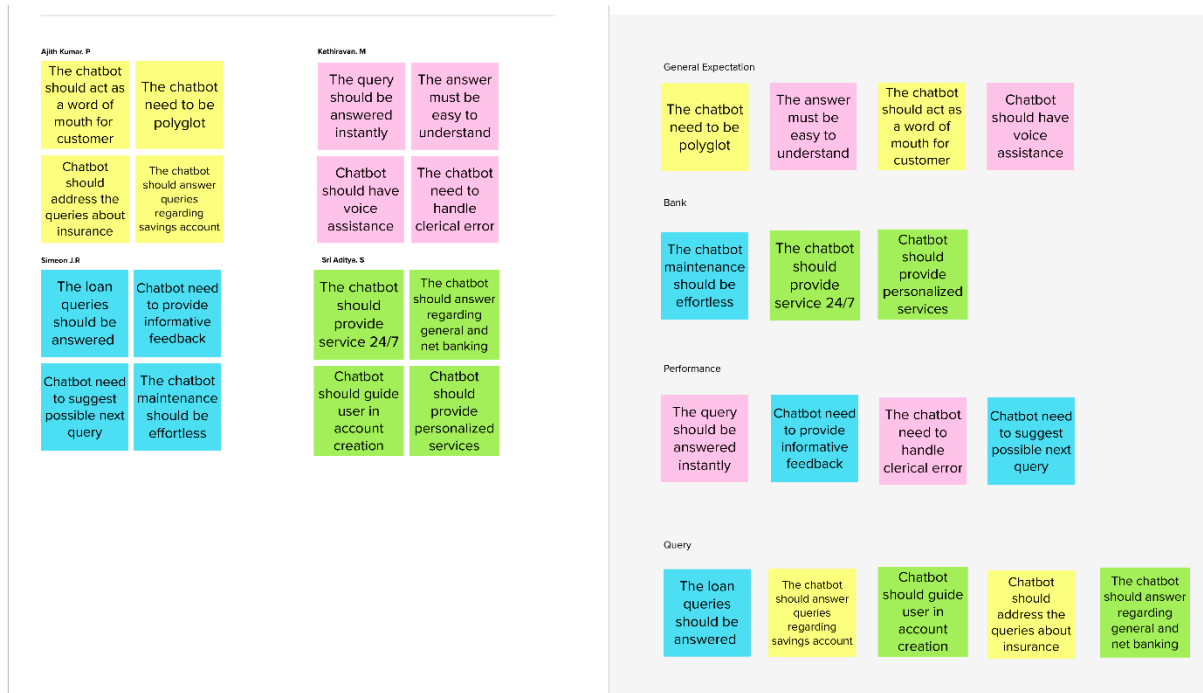 Ajith Kumar. P
The chatbot
should act as
a word of
mouth for
customer
The chatbot
need to be
polyglot
Chatbot
should
address the
queries about
insurance
The chatbot
should answer
queries
regarding
savings account
Kathiravan. M
The query
should be
answered
instantly
The answer
must be
easy to
understand
Chatbot
should have
voice
assistance
The chatbot
need to
handle
clerical error
Simeon J.R
The loan
queries
should be
answered
Chatbot need
to provide
informative
feedback
Chatbot need
to suggest
possible next
query
The chatbot
maintenance
should be
effortless
Sri Aditya. S
The chatbot
should
provide
service 24/7
The chatbot
should answer
regarding
general and
net banking
Chatbot
should guide
user in
account
creation
Chatbot
should
provide
personalized
services
General Expectation
The chatbot
need to be
polyglot
The answer
must be
easy to
understand
The chatbot
should act as
a word of
mouth for
customer
Chatbot
should have
voice
assistance
Bank
The chatbot
maintenance
should be
effortless
The chatbot
should
provide
service 24/7
Chatbot
should
provide
personalized
services
Performance
The query
should be
answered
instantly
Chatbot need
to provide
informative
feedback
The chatbot
need to
handle
clerical error
Chatbot need
to suggest
possible next
query
Query
The loan
queries
should be
answered
The chatbot
should answer
queries
regarding
savings account
Chatbot
should guide
user in
account
creation
Chatbot
should
address the
queries about
insurance
The chatbot
should answer
regarding
general and
net banking